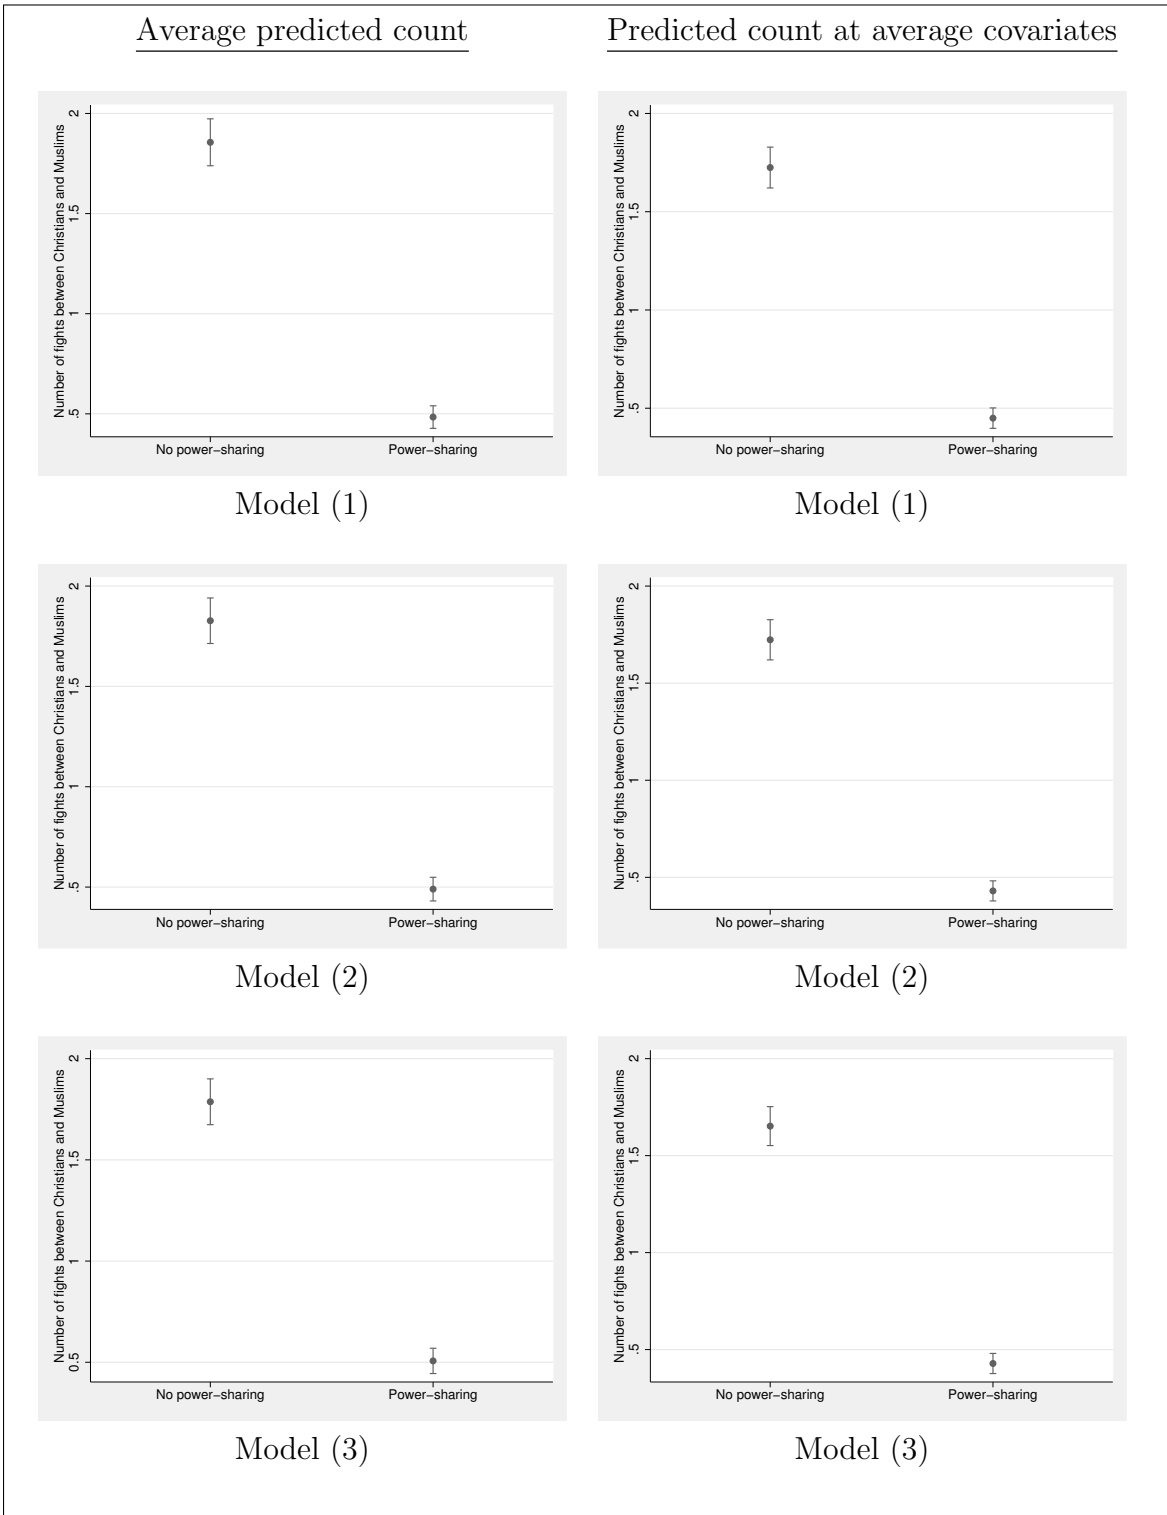 Average predicted count
Predicted count at average covariates
Number of fights between Christians and Muslims
2
1.5
1
.5
No power−sharing
Power−sharing
Model (1)
Number of fights between Christians and Muslims
2
1.5
1
.5
No power−sharing
Power−sharing
Model (1)
Number of fights between Christians and Muslims
2
1.5
1
.5
No power−sharing
Power−sharing
Model (2)
Number of fights between Christians and Muslims
2
1.5
1
.5
No power−sharing
Power−sharing
Model (2)
Number of fights between Christians and Muslims
2
1.5
1
0.5
No power−sharing
Power−sharing
Model (3)
Number of fights between Christians and Muslims
2
1.5
1
.5
No power−sharing
Power−sharing
Model (3)